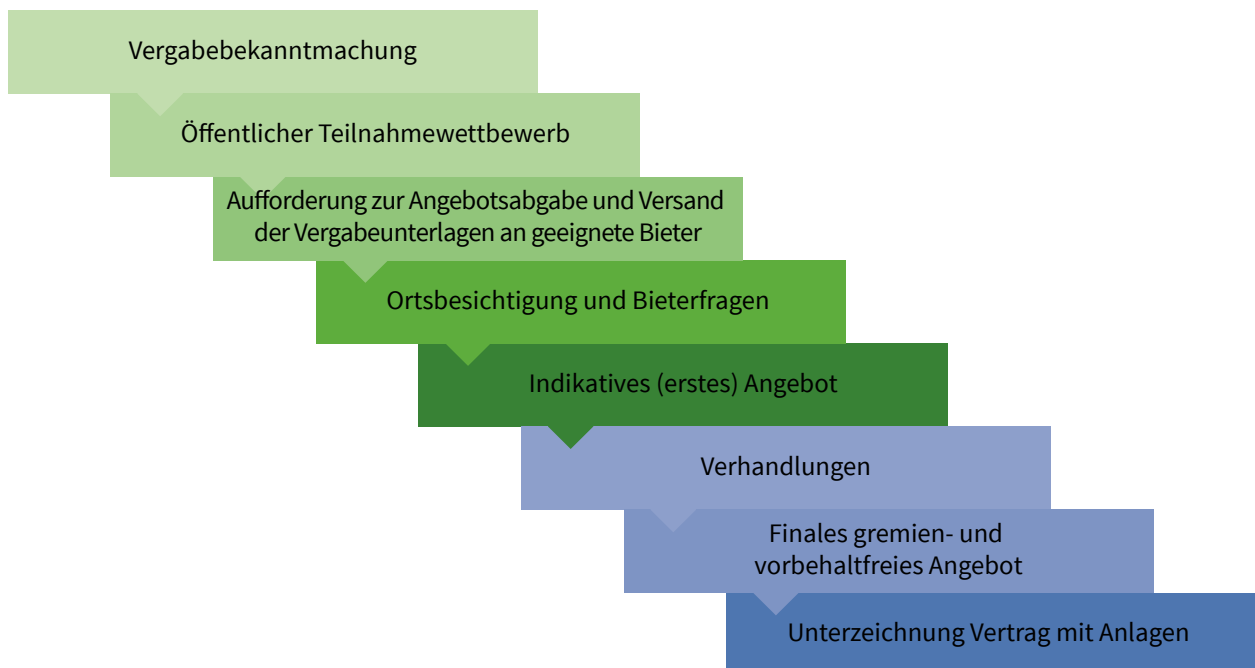 Vergabebekanntmachung
Öffentlicher Teilnahmewettbewerb
Aufforderung zur Angebotsabgabe und Versand
der Vergabeunterlagen an geeignete Bieter
Ortsbesichtigung und Bieterfragen
Indikatives (erstes) Angebot
Verhandlungen
Finales gremien- und
vorbehaltfreies Angebot
Unterzeichnung Vertrag mit Anlagen